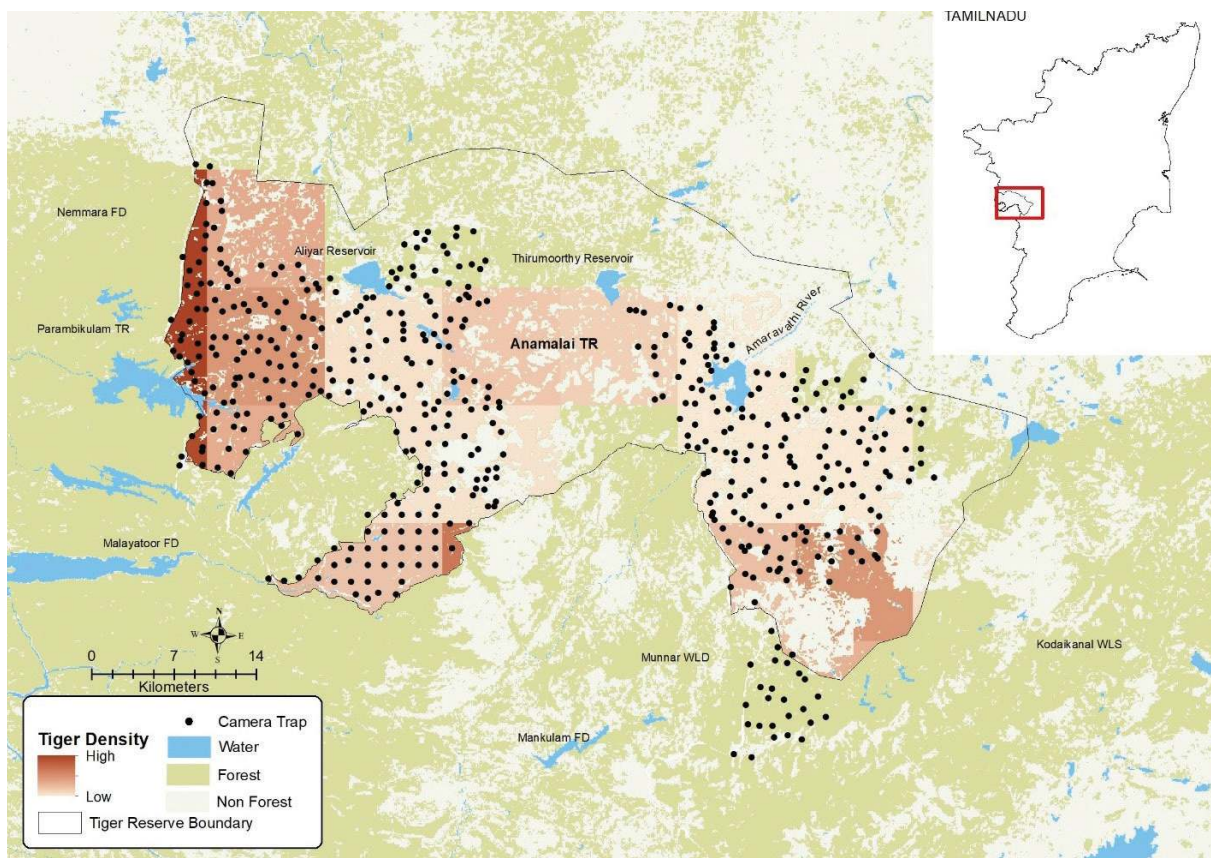 TAMILNADU
Nemmara FD
Aliyar Reservoir
Thirumoorthy Reservoir
Parambikulam TR
Amaravathi River
Anamalai TR
Malayatoor FD
N
W
E
S
0 7 14
Kilometers
Munnar WLD
Kodaikanal WLS
Mankulam FD
Tiger Density
High
Low
Tiger Reserve Boundary
Camera Trap
Water
Forest
Non Forest